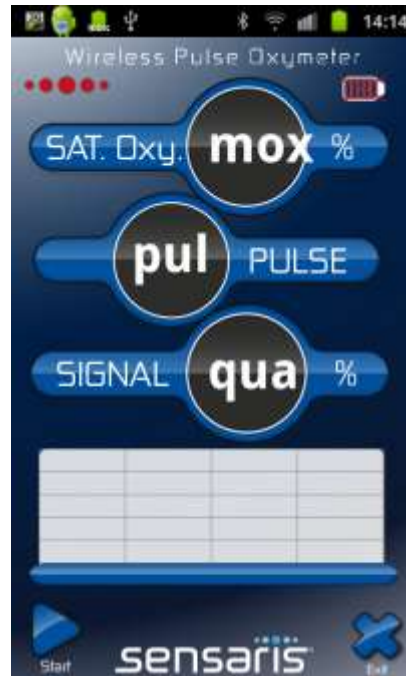 14:14
Wireless Pulse Oxymeter
SAT. Oxy. mox %
pul PULSE
SIGNAL qua %
Start sensaris Exit